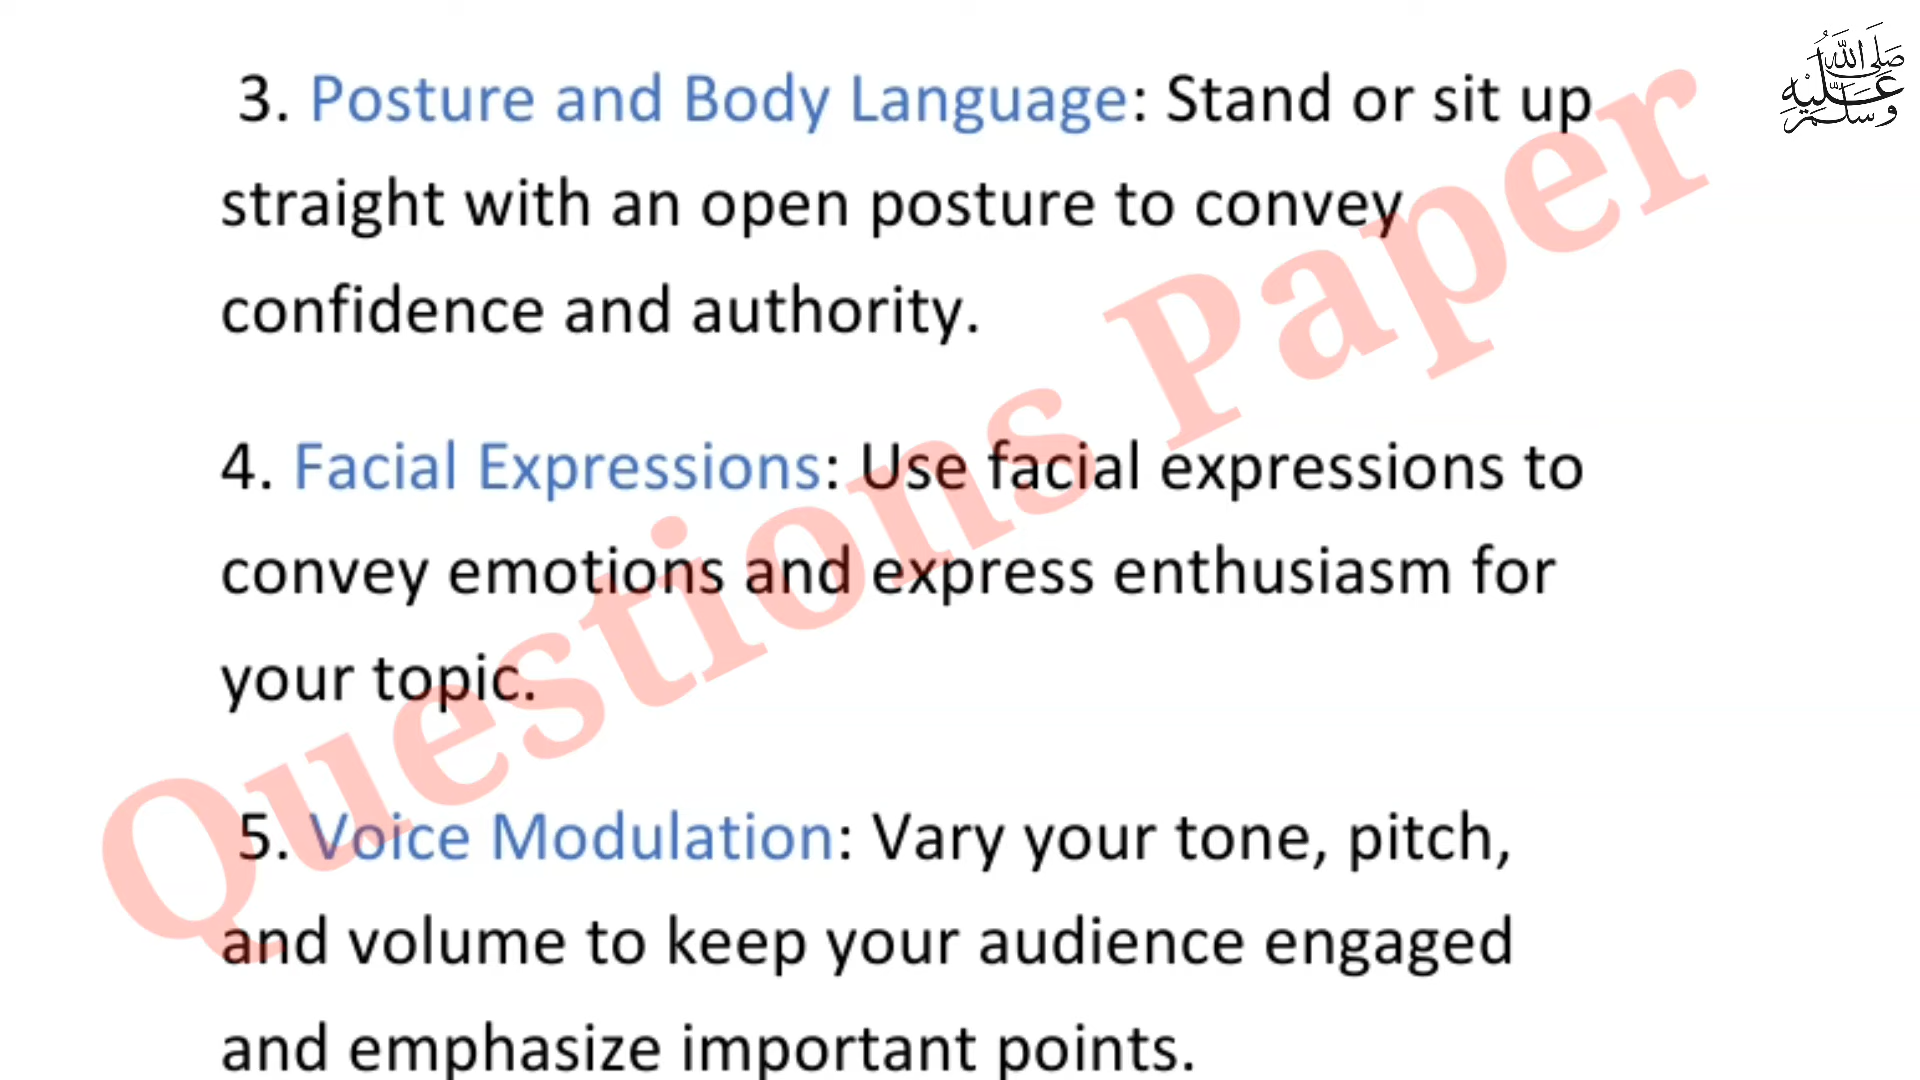 3. Posture and Body Language: Stand or sit up
straight with an open posture to convey
confidence and authority.
4. Facial Expressions: Use facial expressions to
convey emotions and express enthusiasm for
your topic.
5. Voice Modulation: Vary your tone, pitch,
and volume to keep your audience engaged
and emphasize important points.
Questions Paper
صلى الله
عليه
وسلم